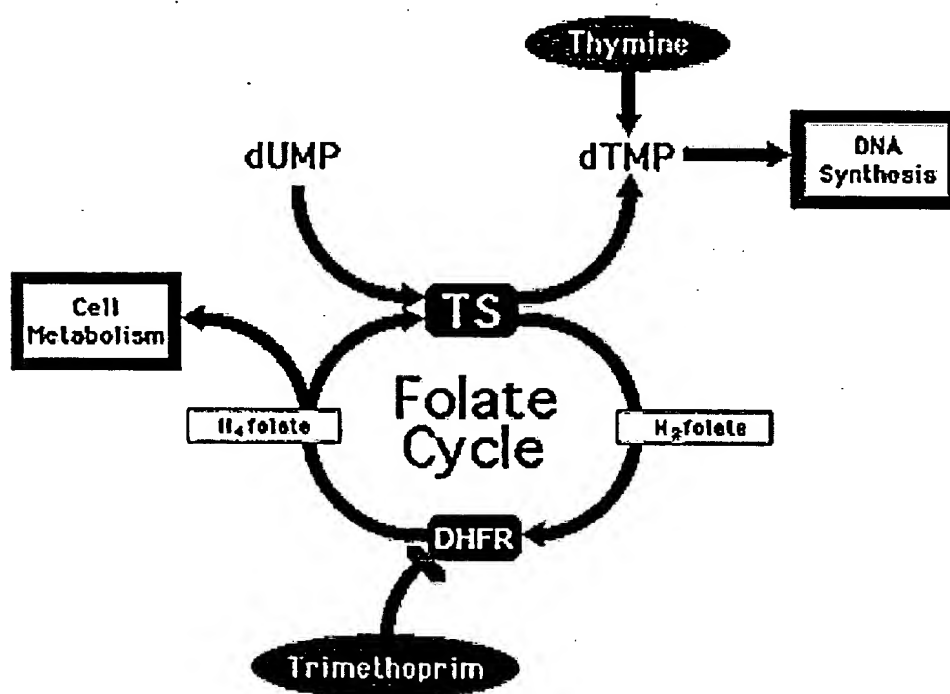 Thymine
dUMP
dTMP
DNA
Synthesis
Cell
Metabolism
TS
Folate
Cycle
H₄folate
H₂folate
DHFR
Trimethoprim